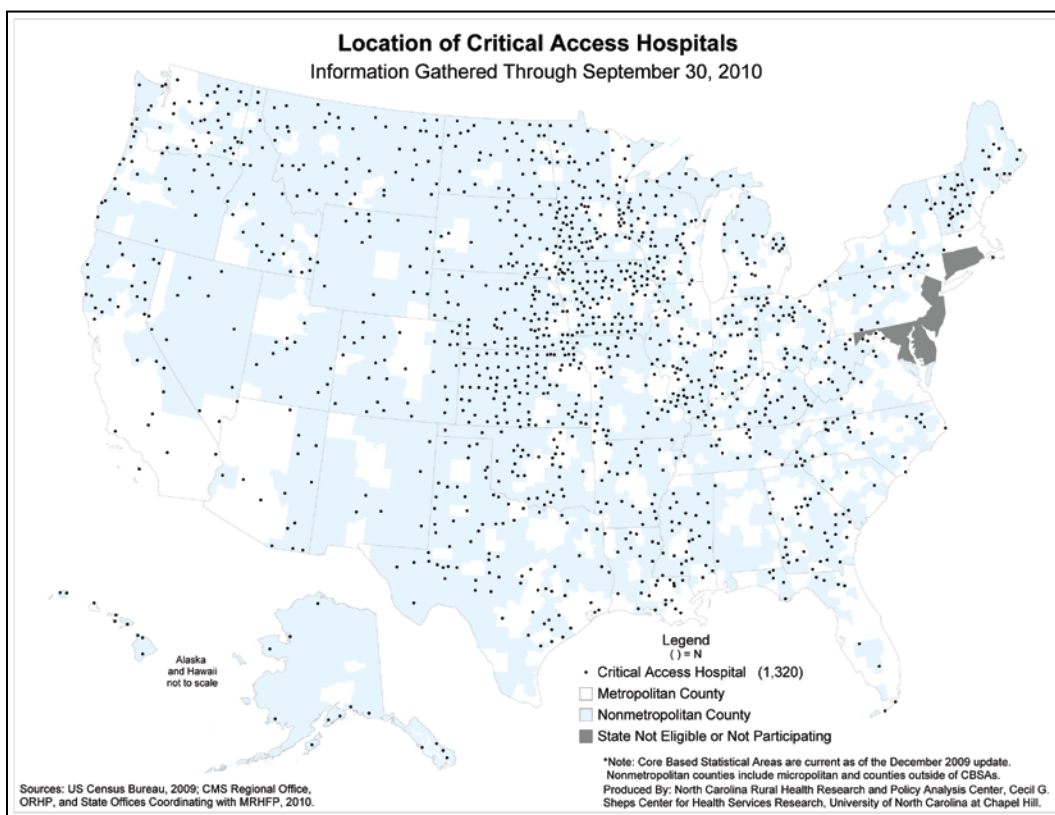 Location of Critical Access Hospitals
Information Gathered Through September 30, 2010
Alaska
and Hawaii
not to scale
Legend
( ) = N
Critical Access Hospital (1,320)
Metropolitan County
Nonmetropolitan County
State Not Eligible or Not Participating
*Note: Core Based Statistical Areas are current as of the December 2009 update.
Nonmetropolitan counties include micropolitan and counties outside of CBSAs.
Produced By: North Carolina Rural Health Research and Policy Analysis Center, Cecil G.
Sheps Center for Health Services Research, University of North Carolina at Chapel Hill.
Sources: US Census Bureau, 2009; CMS Regional Office,
ORHP, and State Offices Coordinating with MRHFP, 2010.